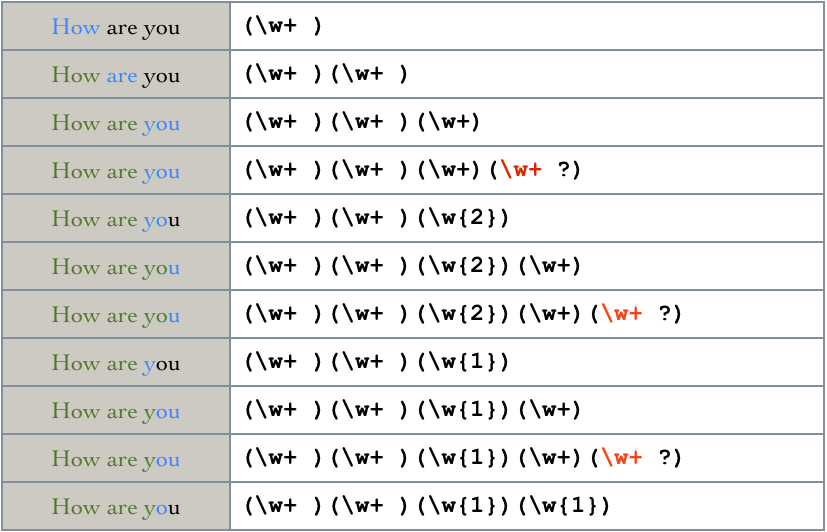 How are you (\w+ )
How are you (\w+ )(\w+ )
How are you (\w+ )(\w+ )(\w+)
How are you (\w+ )(\w+ )(\w+)(\w+ ?)
How are you (\w+ )(\w+ )(\w{2})
How are you (\w+ )(\w+ )(\w{2})(\w+)
How are you (\w+ )(\w+ )(\w{2})(\w+)(\w+ ?)
How are you (\w+ )(\w+ )(\w{1})
How are you (\w+ )(\w+ )(\w{1})(\w+)
How are you (\w+ )(\w+ )(\w{1})(\w+)(\w+ ?)
How are you (\w+ )(\w+ )(\w{1})(\w{1})